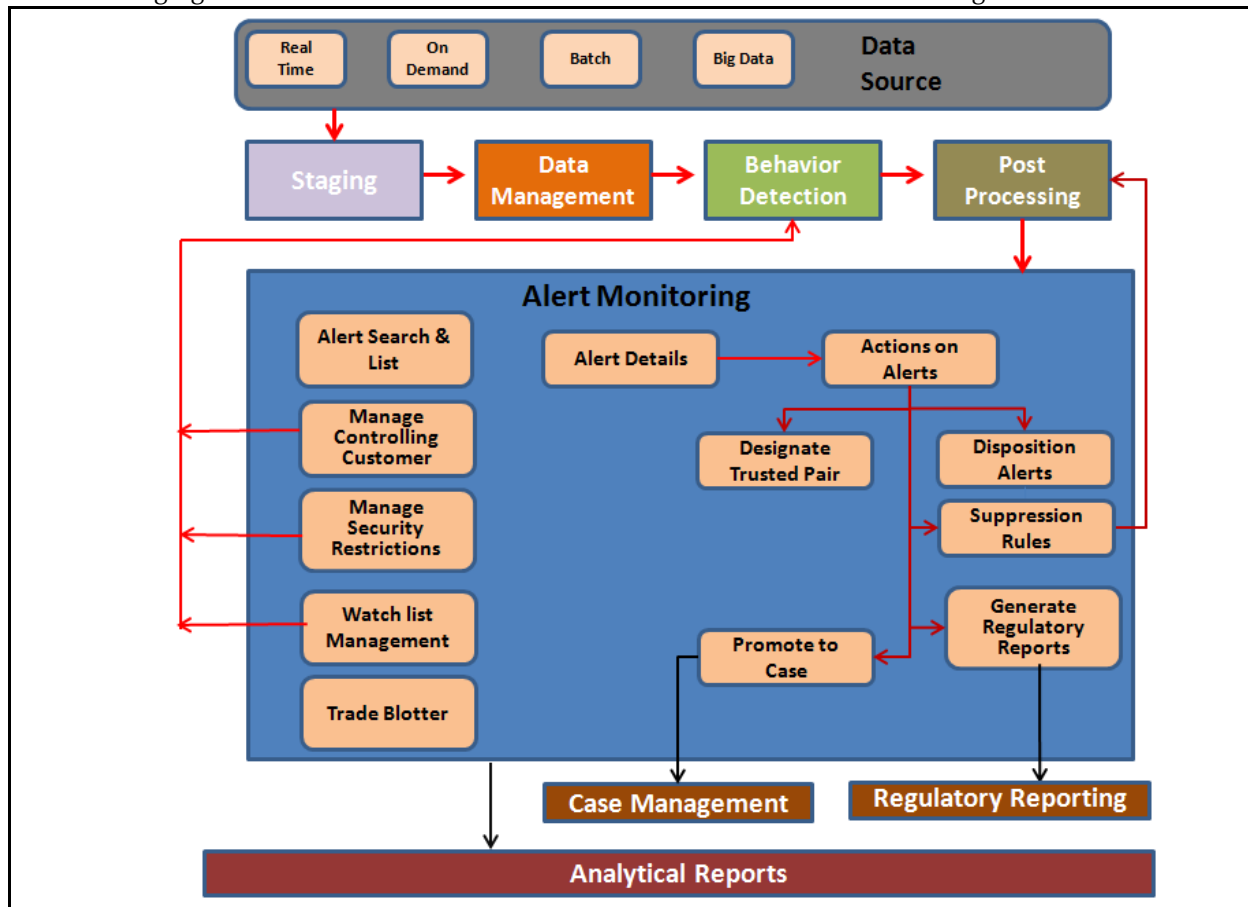 Real
Time
On
Demand
Batch
Big Data
Data
Source
Staging
Data
Management
Behavior
Detection
Post
Processing
Alert Monitoring
Alert Search &
List
Alert Details
Actions on
Alerts
Manage
Controlling
Customer
Designate
Trusted Pair
Disposition
Alerts
Manage
Security
Restrictions
Suppression
Rules
Watch list
Management
Generate
Regulatory
Reports
Promote to
Case
Trade Blotter
Case Management
Regulatory Reporting
Analytical Reports